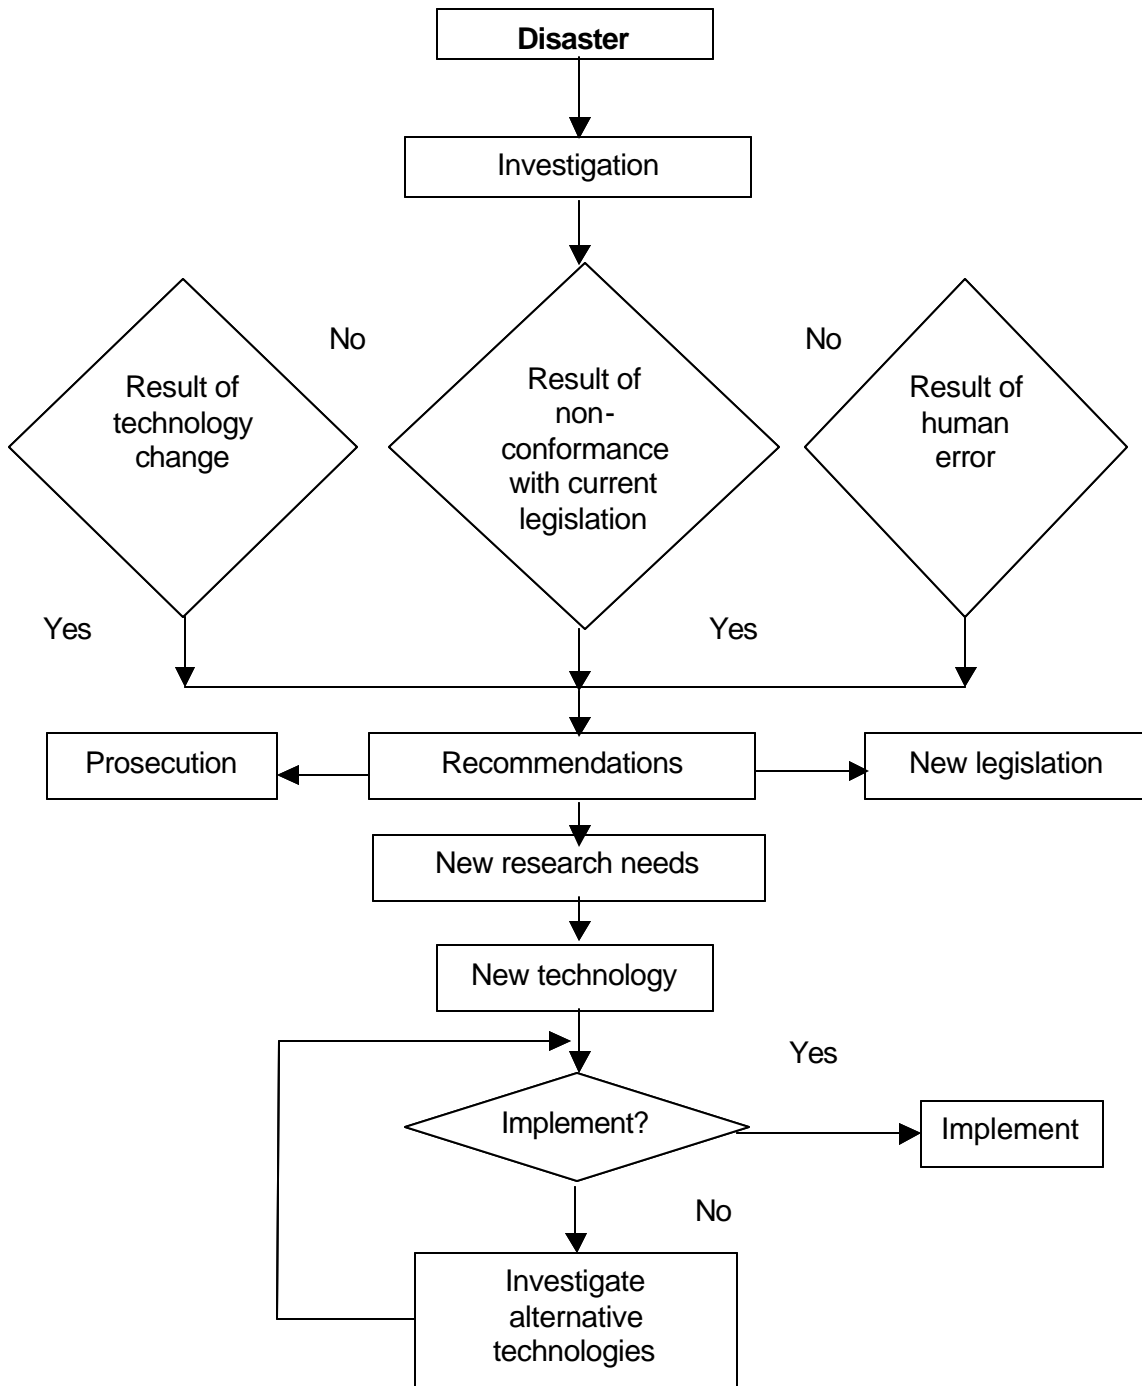 Disaster
Investigation
No
No
Result of
technology
change
Result of
non-
conformance
with current
legislation
Result of
human
error
Yes
Yes
Prosecution
Recommendations
New legislation
New research needs
New technology
Yes
Implement?
Implement
No
Investigate
alternative
technologies